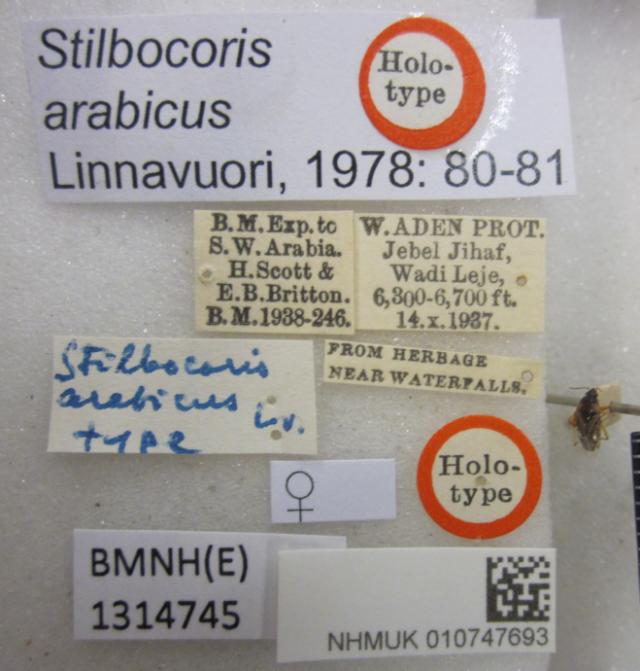 Stilbocoris
arabicus
Linnavuori, 1978: 80-81
Holo-
type
B.M.Exp.to
S.W.Arabia.
H.Scott &
E.B.Britton.
B.M.1938-246.
W.ADEN PROT.
Jebel Jihaf,
Wadi Leje,
6,300-6,700 ft.
14.x.1937.
FROM HERBAGE
NEAR WATERFALLS.
Stilbocoris
arabicus Lv.
type
Holo-
type
♀
BMNH(E)
1314745
NHMUK 010747693